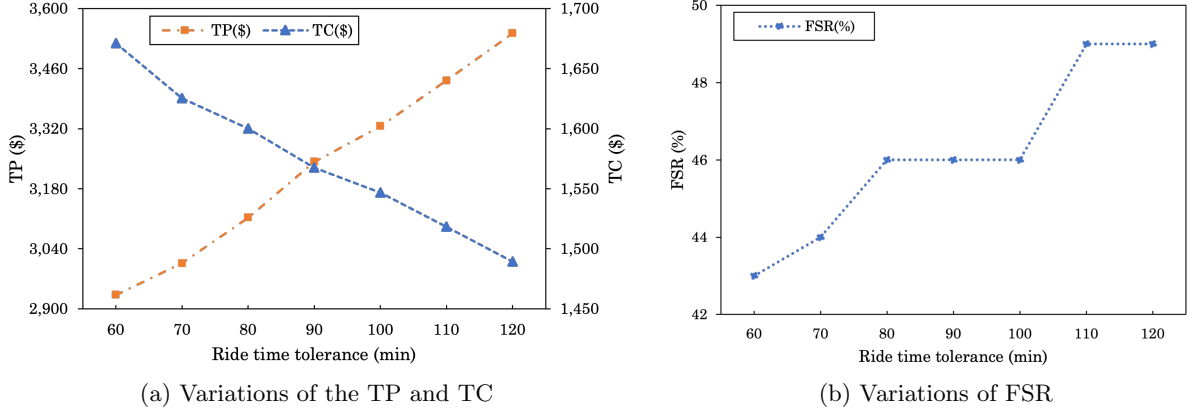 3,600
3,460
3,320
3,180
3,040
2,900
TP ($)
TP($) TC($)
1,700
1,650
1,600
1,550
1,500
1,450
TC ($)
60 70 80 90 100 110 120
Ride time tolerance (min)
(a) Variations of the TP and TC
50
48
46
44
42
FSR (%)
FSR(%)
60 70 80 90 100 110 120
Ride time tolerance (min)
(b) Variations of FSR